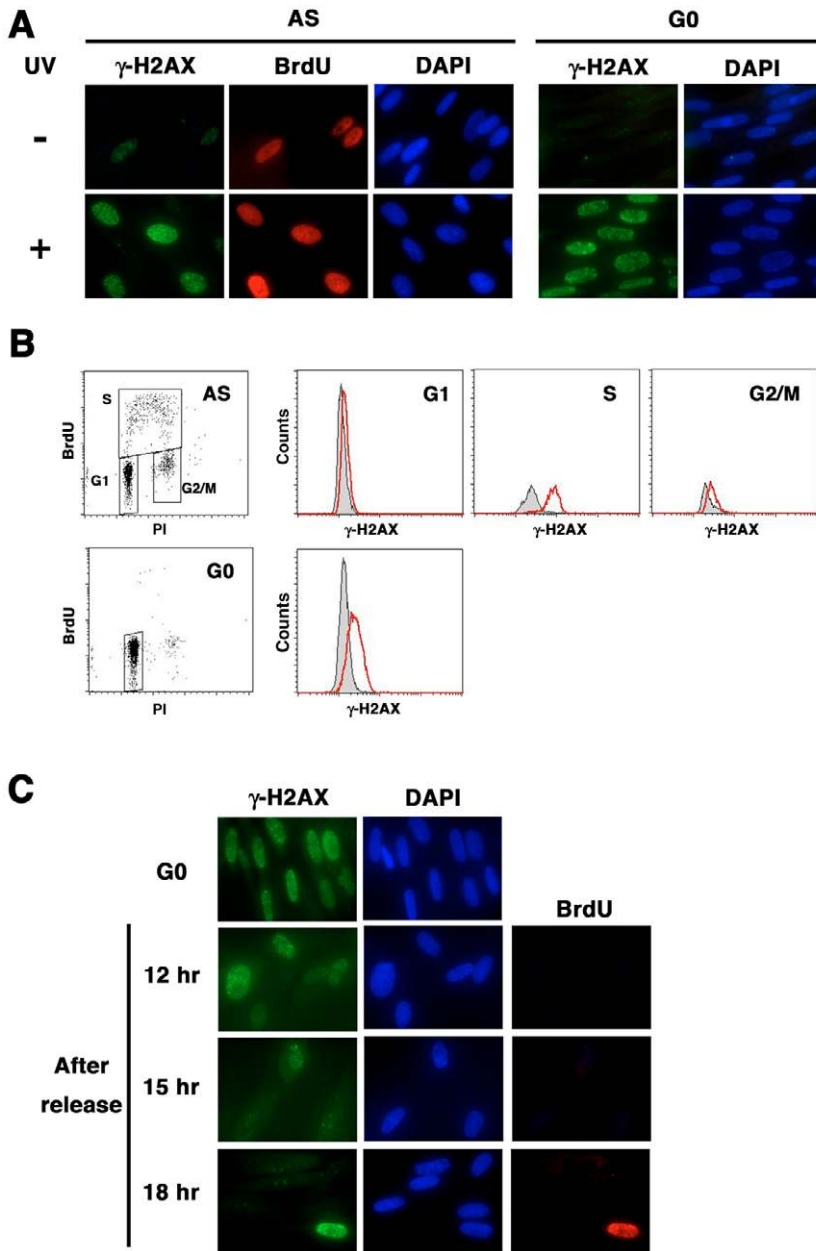 A
AS
G0
UV
γ-H2AX
BrdU
DAPI
γ-H2AX
DAPI
-
+
B
BrdU
S
AS
G1
G2/M
PI
Counts
G1
γ-H2AX
S
γ-H2AX
G2/M
γ-H2AX
BrdU
G0
PI
Counts
γ-H2AX
C
γ-H2AX
DAPI
G0
BrdU
After
release
12 hr
15 hr
18 hr